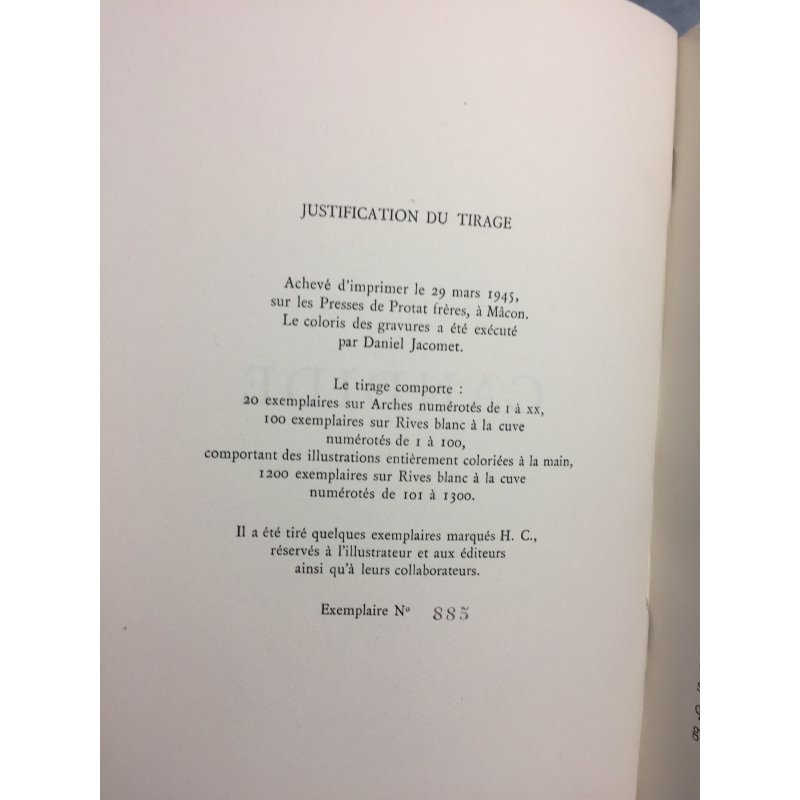 JUSTIFICATION DU TIRAGE
Achevé d'imprimer le 29 mars 1945,
sur les Presses de Protat frères, à Mâcon.
Le coloris des gravures a été exécuté
par Daniel Jacomet.
Le tirage comporte :
20 exemplaires sur Arches numérotés de I à XX,
100 exemplaires sur Rives blanc à la cuve
numérotés de 1 à 100,
comportant des illustrations entièrement coloriées à la main,
1200 exemplaires sur Rives blanc à la cuve
numérotés de 101 à 1300.
Il a été tiré quelques exemplaires marqués H. C.,
réservés à l'illustrateur et aux éditeurs
ainsi qu'à leurs collaborateurs.
Exemplaire Nº 885